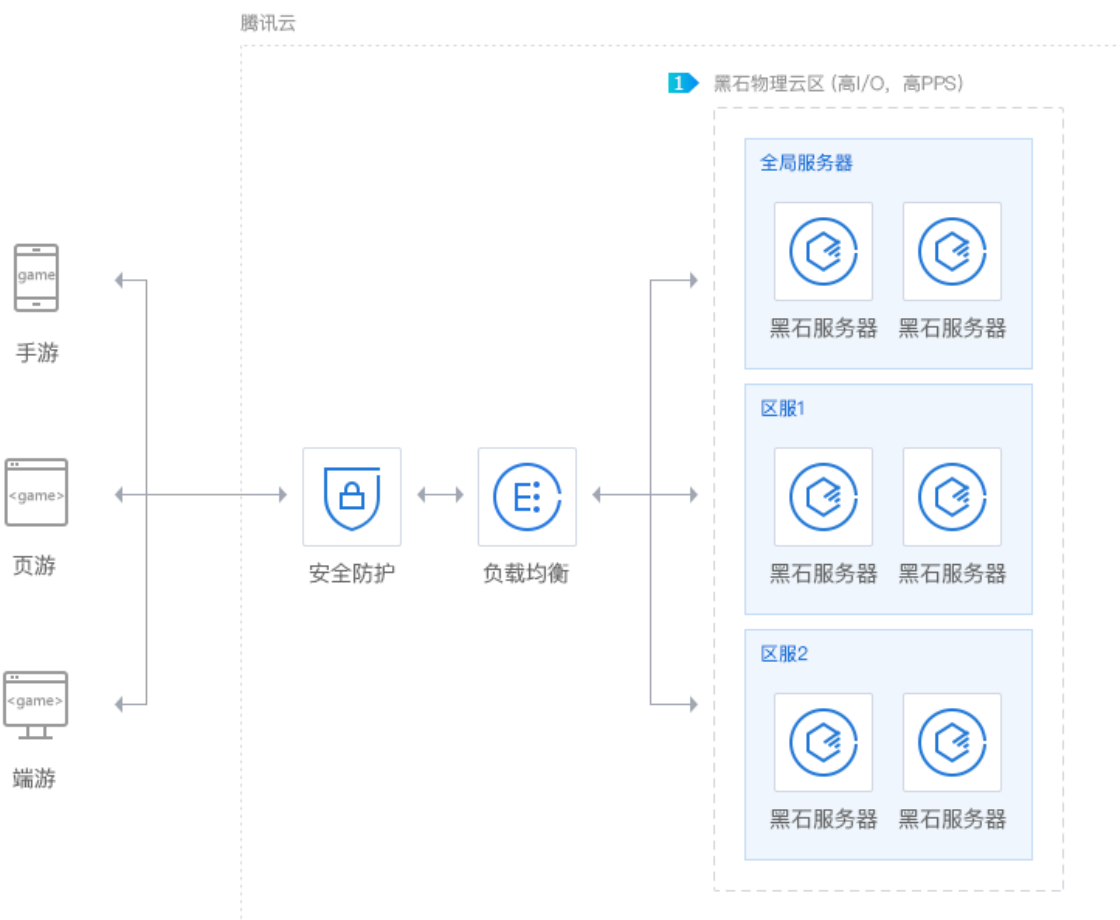 腾讯云
1 黑石物理云区 (高I/O，高PPS)
全局服务器
黑石服务器 黑石服务器
game
手游
区服1
黑石服务器 黑石服务器
<game>
页游
安全防护
负载均衡
区服2
黑石服务器 黑石服务器
<game>
端游